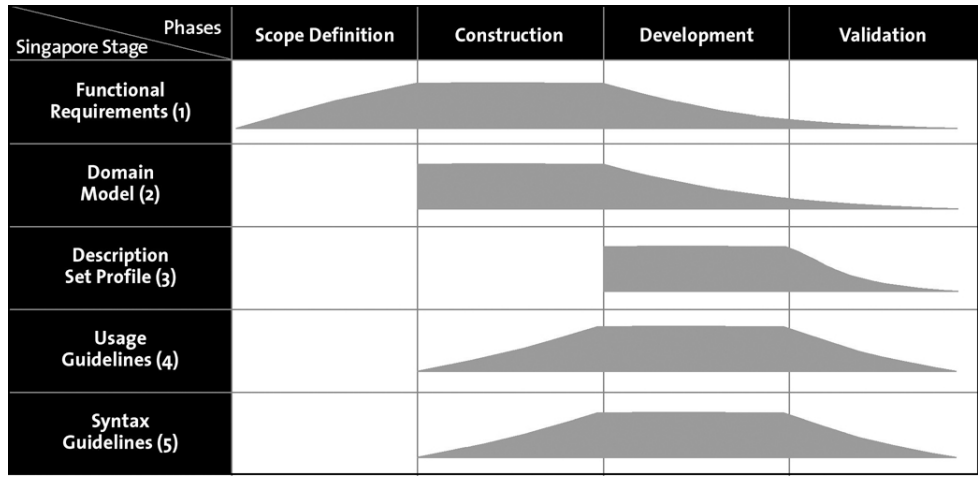 Phases
Singapore Stage
Scope Definition
Construction
Development
Validation
Functional
Requirements (1)
Domain
Model (2)
Description
Set Profile (3)
Usage
Guidelines (4)
Syntax
Guidelines (5)